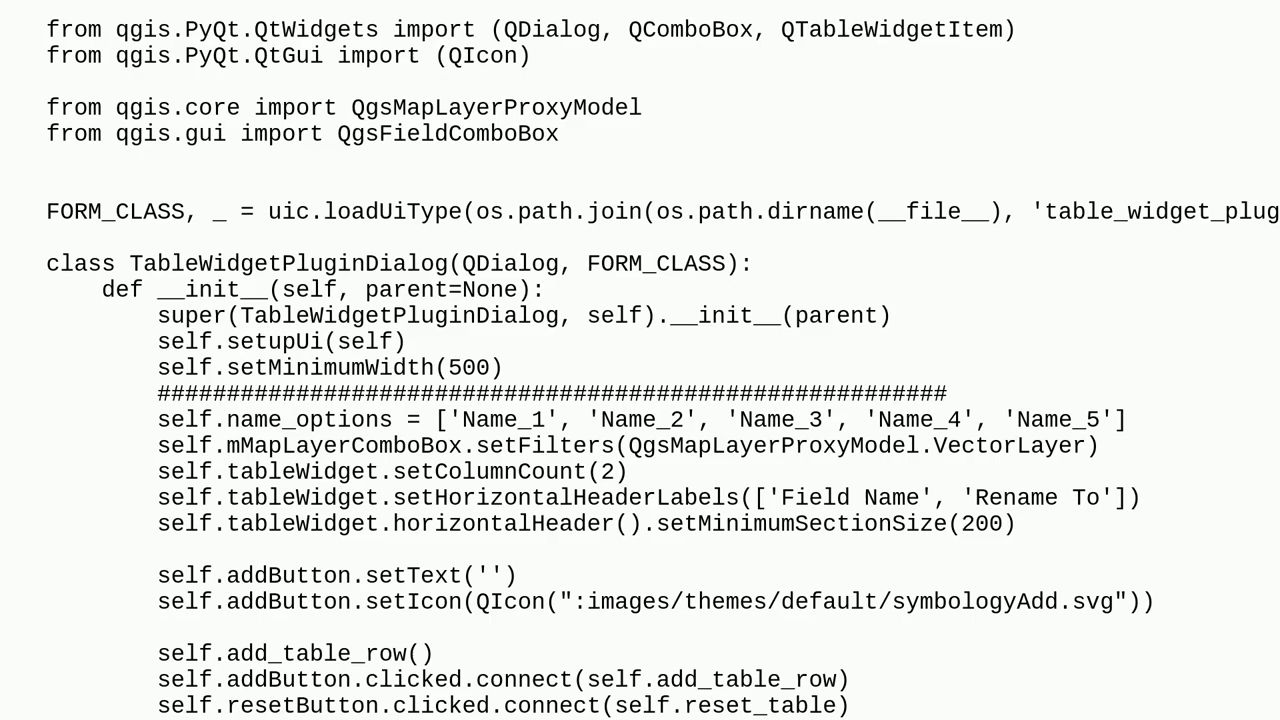 from qgis.PyQt.QtWidgets import (QDialog, QComboBox, QTableWidgetItem)
from qgis.PyQt.QtGui import (QIcon)
from qgis.core import QgsMapLayerProxyModel
from qgis.gui import QgsFieldComboBox
FORM_CLASS, _ = uic.loadUiType(os.path.join(os.path.dirname(__file__), 'table_widget_plug
class TableWidgetPluginDialog(QDialog, FORM_CLASS):
    def __init__(self, parent=None):
        super(TableWidgetPluginDialog, self).__init__(parent)
        self.setupUi(self)
        self.setMinimumWidth(500)
        #########################################################
        self.name_options = ['Name_1', 'Name_2', 'Name_3', 'Name_4', 'Name_5']
        self.mMapLayerComboBox.setFilters(QgsMapLayerProxyModel.VectorLayer)
        self.tableWidget.setColumnCount(2)
        self.tableWidget.setHorizontalHeaderLabels(['Field Name', 'Rename To'])
        self.tableWidget.horizontalHeader().setMinimumSectionSize(200)
        self.addButton.setText('')
        self.addButton.setIcon(QIcon(":images/themes/default/symbologyAdd.svg"))
        self.add_table_row()
        self.addButton.clicked.connect(self.add_table_row)
        self.resetButton.clicked.connect(self.reset_table)